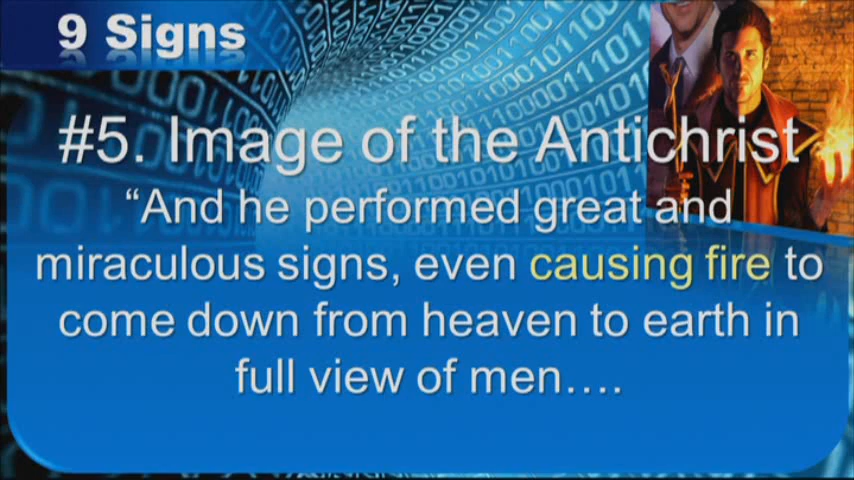 9 Signs
#5. Image of the Antichrist
“And he performed great and
miraculous signs, even causing fire to
come down from heaven to earth in
full view of men….